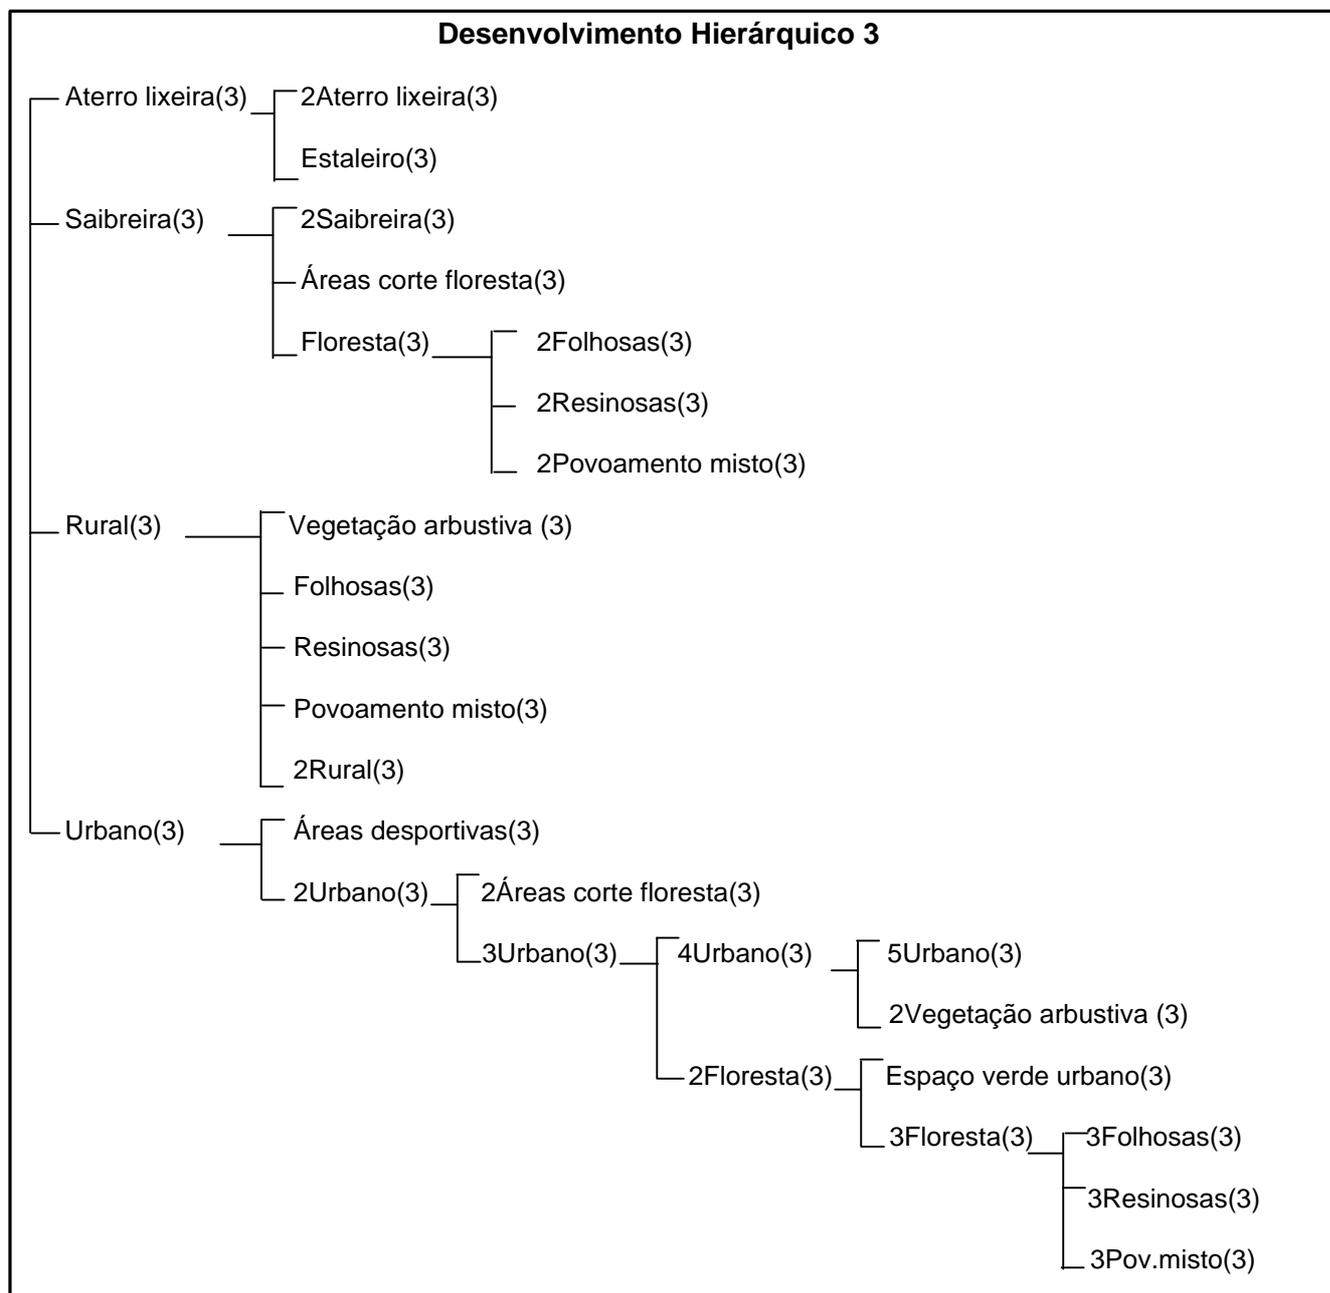 Desenvolvimento Hierárquico 3
Aterro lixeira(3) 2Aterro lixeira(3)
Estaleiro(3)
Saibreira(3) 2Saibreira(3)
Áreas corte floresta(3)
Floresta(3) 2Folhosas(3)
2Resinosas(3)
2Povoamento misto(3)
Rural(3) Vegetação arbustiva (3)
Folhosas(3)
Resinosas(3)
Povoamento misto(3)
2Rural(3)
Urbano(3) Áreas desportivas(3)
2Urbano(3) 2Áreas corte floresta(3)
3Urbano(3) 4Urbano(3) 5Urbano(3)
2Vegetação arbustiva (3)
2Floresta(3) Espaço verde urbano(3)
3Floresta(3) 3Folhosas(3)
3Resinosas(3)
3Pov.misto(3)